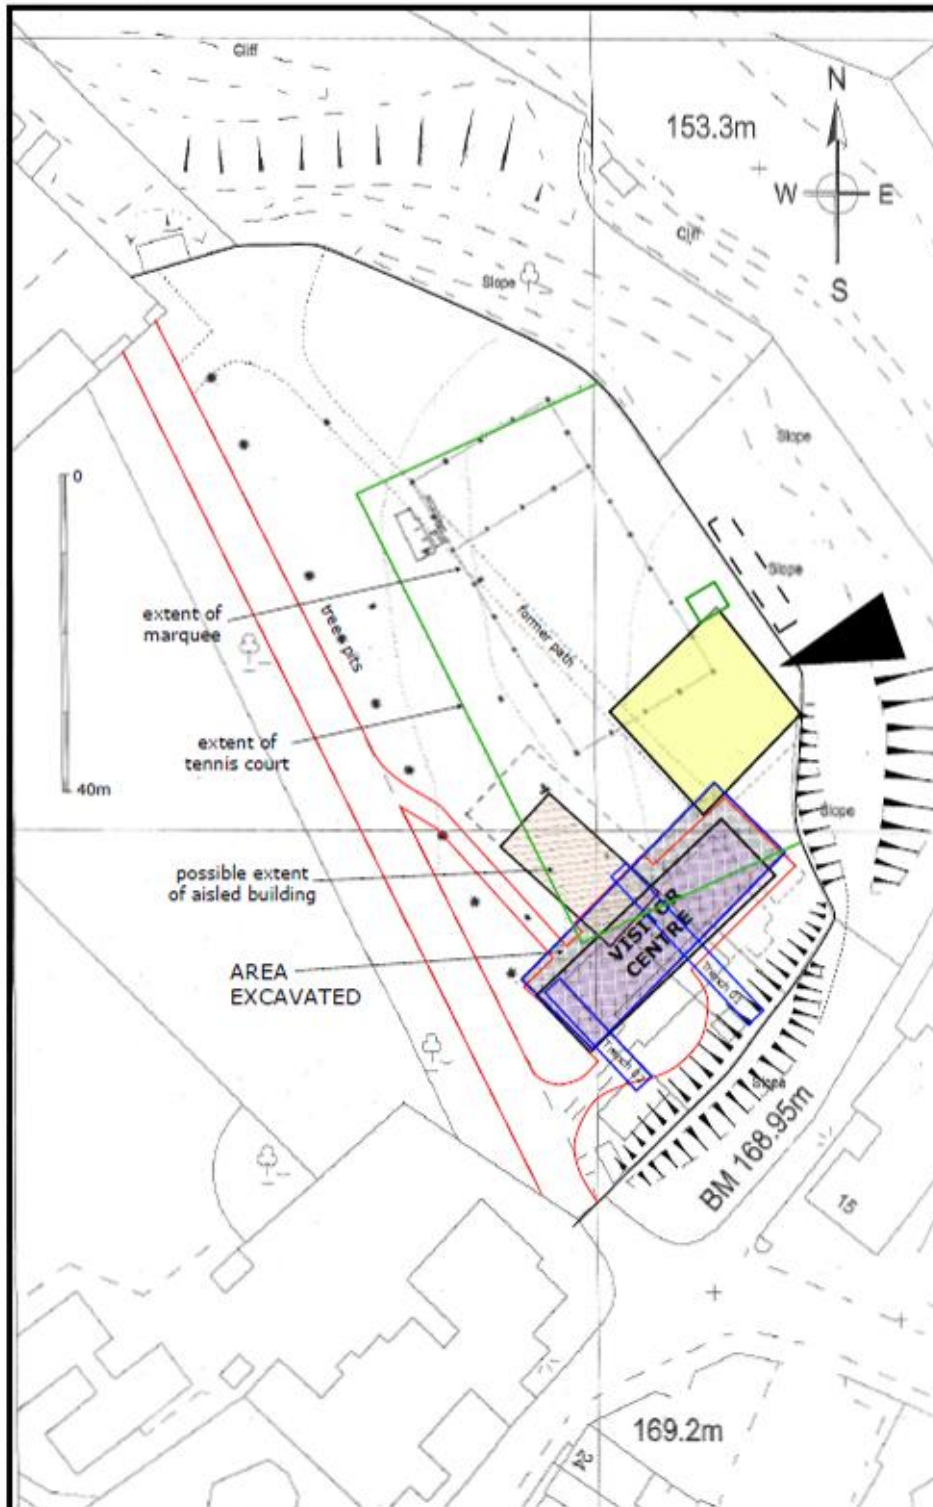 Cliff
N
153.3m
W E
Cliff
S
Slope
Slope
0
Slope
extent of
marquee
tree pits
former path
extent of
tennis court
40m
Slope
possible extent
of aisled building
VISITOR
CENTRE
AREA
EXCAVATED
Trench 01
Trench 02
Slope
BM 168.95m
15
169.2m
24